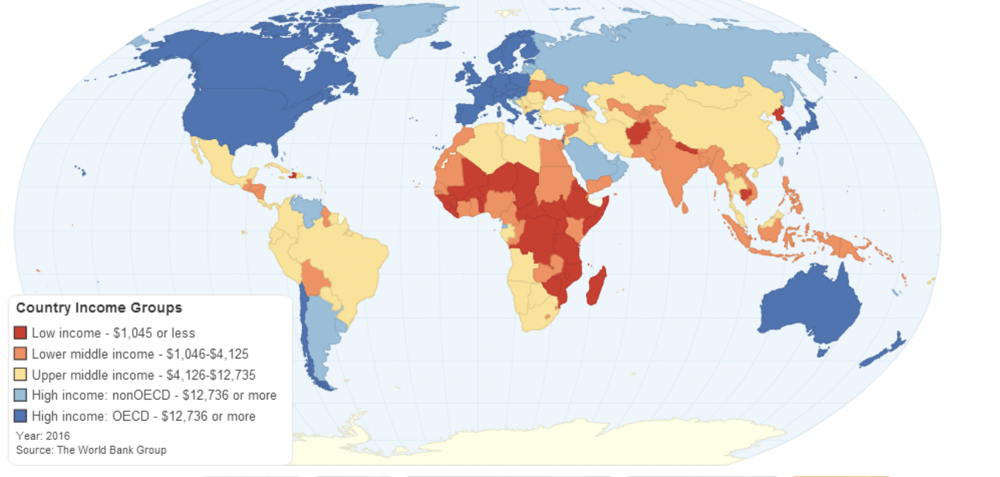 Country Income Groups
Low income - $1,045 or less
Lower middle income - $1,046-$4,125
Upper middle income - $4,126-$12,735
High income: nonOECD - $12,736 or more
High income: OECD - $12,736 or more
Year: 2016
Source: The World Bank Group